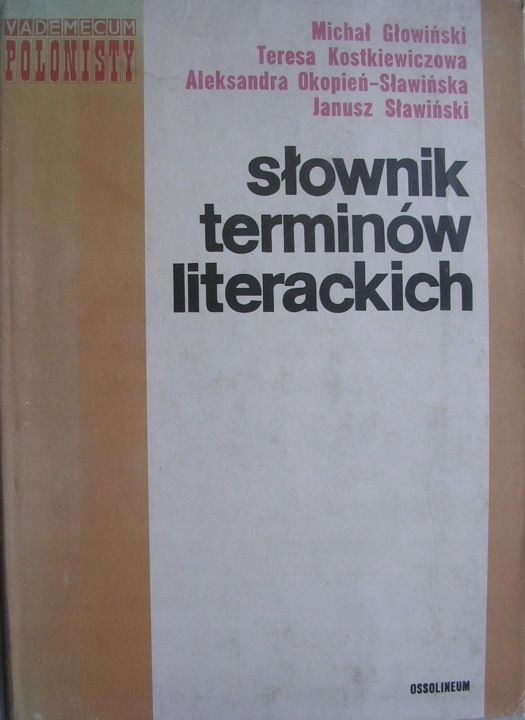 VADEMECUM
POLONISTY
Michał Głowiński
Teresa Kostkiewiczowa
Aleksandra Okopień-Sławińska
Janusz Sławiński
słownik
terminów
literackich
OSSOLINEUM